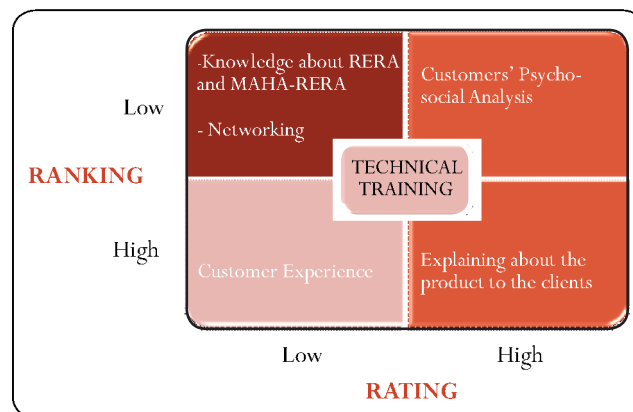 -Knowledge about RERA
and MAHA-RERA
- Networking
Customers' Psycho-
social Analysis
Low
TECHNICAL
TRAINING
RANKING
High
Customer Experience
Explaining about the
product to the clients
Low
High
RATING